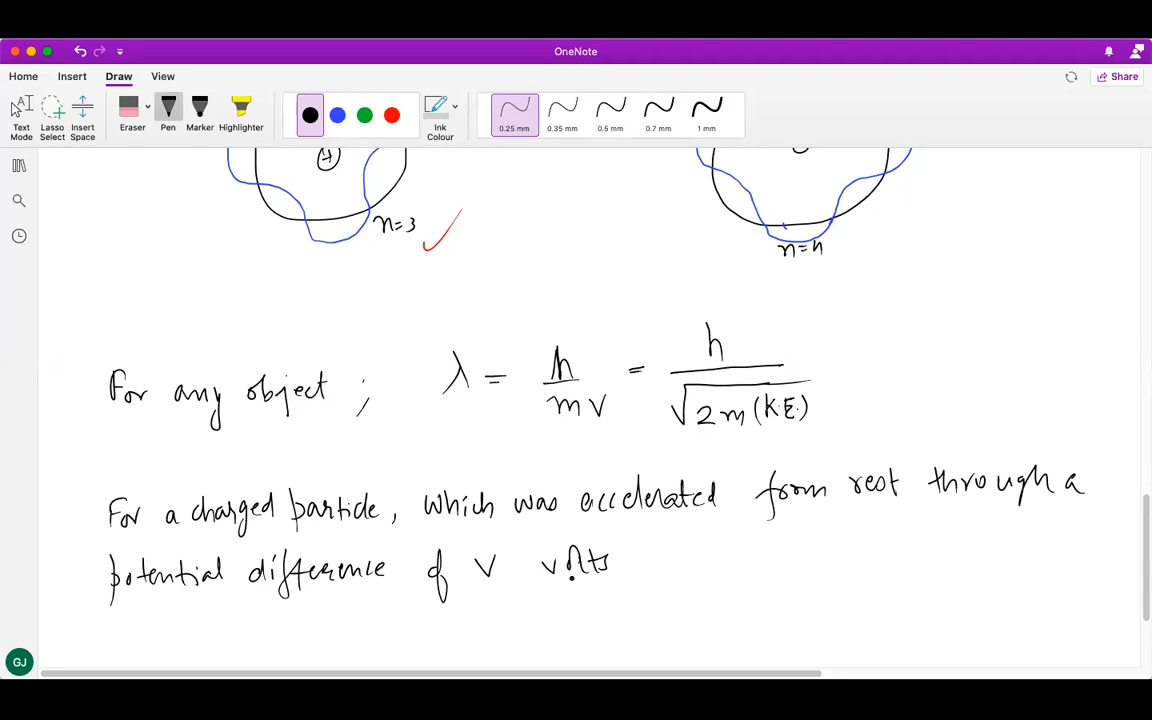 OneNote
Home Insert Draw View
Share
Text Mode
Lasso Select
Insert Space
Eraser
Pen
Marker
Highlighter
Ink Colour
0.25 mm
0.35 mm
0.5 mm
0.7 mm
1 mm
+
n=3
n=4
For any object ; λ = h/mv = h/√2m(K.E.)
For a charged particle, which was accelerated from rest through a
potential difference of V volts
GJ